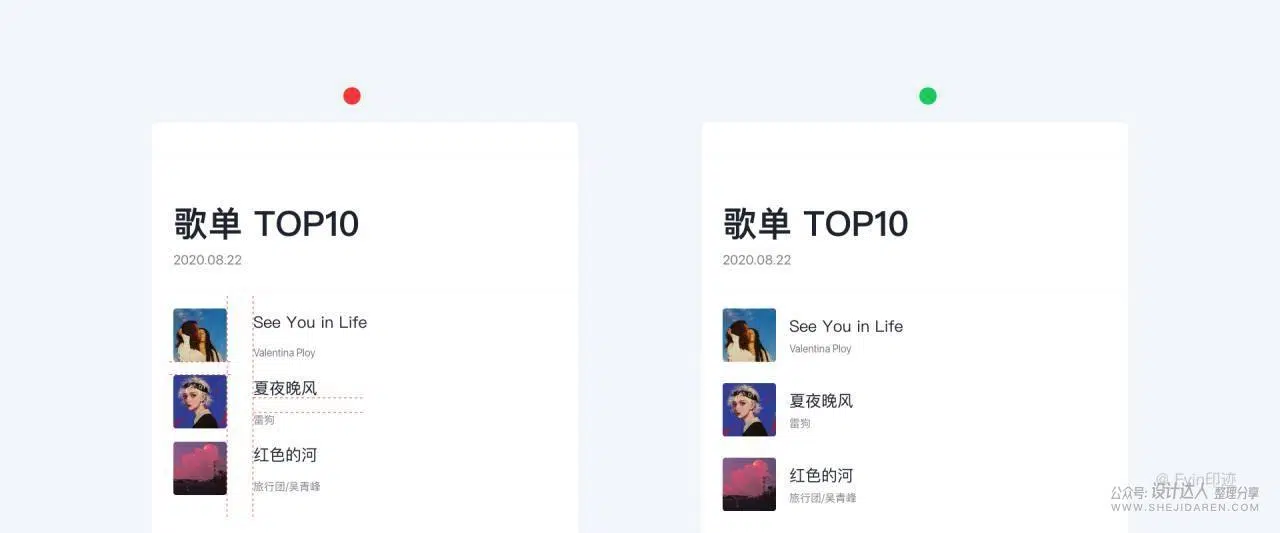 歌单 TOP10
2020.08.22
See You in Life
Valentina Ploy
夏夜晚风
雷狗
红色的河
旅行团/吴青峰
歌单 TOP10
2020.08.22
See You in Life
Valentina Ploy
夏夜晚风
雷狗
红色的河
旅行团/吴青峰
@ Evin印迹
公众号: 设计达人 整理分享
WWW.SHEJIDAREN.COM